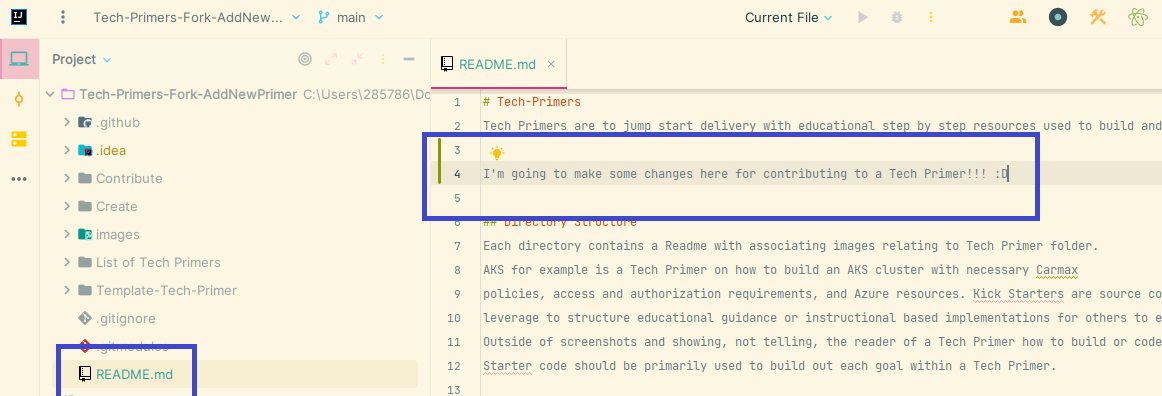 IJ
Tech-Primers-Fork-AddNew...
main
Current File
Project
README.md
Tech-Primers-Fork-AddNewPrimer C:\Users\285786\Do
.github
.idea
Contribute
Create
images
List of Tech Primers
Template-Tech-Primer
.gitignore
.gitmodules
README.md
1 # Tech-Primers
2 Tech Primers are to jump start delivery with educational step by step resources used to build and
3
4 I'm going to make some changes here for contributing to a Tech Primer!!! :D
5
6 ## Directory Structure
7 Each directory contains a Readme with associating images relating to Tech Primer folder.
8 AKS for example is a Tech Primer on how to build an AKS cluster with necessary Carmax
9 policies, access and authorization requirements, and Azure resources. Kick Starters are source co
10 leverage to structure educational guidance or instructional based implementations for others to e
11 Outside of screenshots and showing, not telling, the reader of a Tech Primer how to build or code
12 Starter code should be primarily used to build out each goal within a Tech Primer.
13